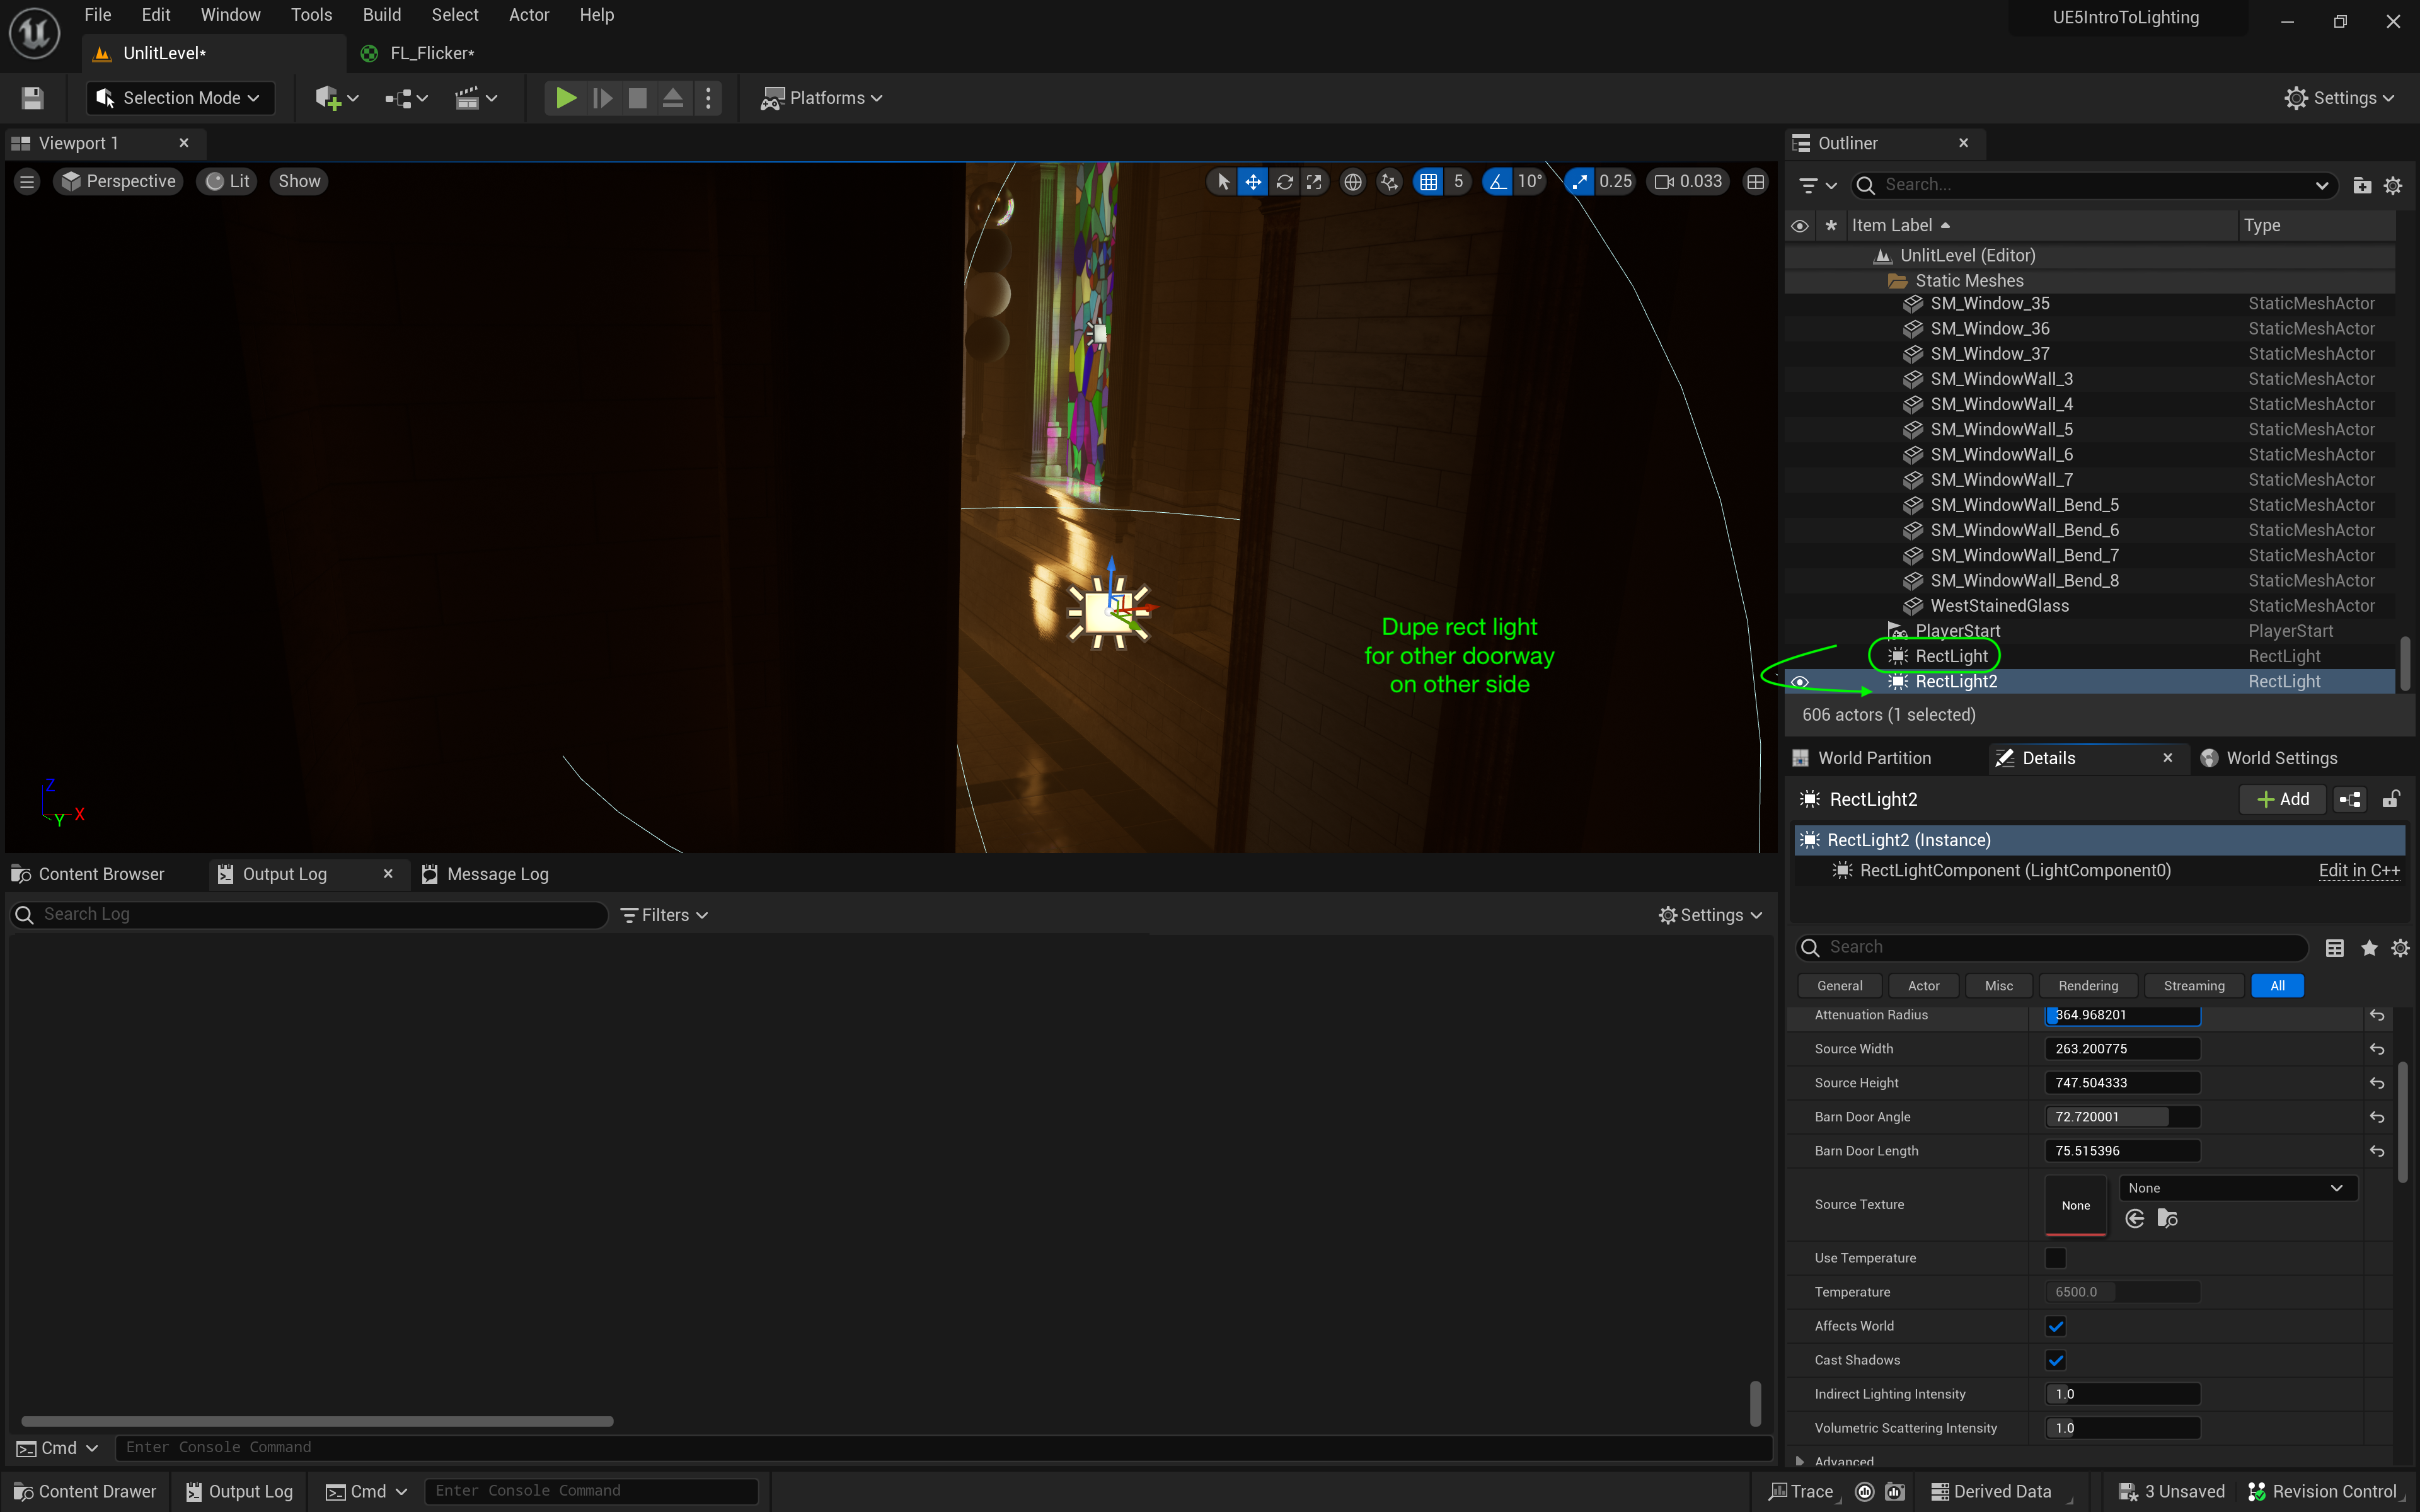 File Edit Window Tools Build Select Actor Help
UE5IntroToLighting
UnlitLevel*
FL_Flicker*
Selection Mode
Platforms
Settings
Viewport 1
Outliner
Perspective
Lit
Show
5
10°
0.25
0.033
Search...
Item Label
Type
UnlitLevel (Editor)
Static Meshes
SM_Window_35 StaticMeshActor
SM_Window_36 StaticMeshActor
SM_Window_37 StaticMeshActor
SM_WindowWall_3 StaticMeshActor
SM_WindowWall_4 StaticMeshActor
SM_WindowWall_5 StaticMeshActor
SM_WindowWall_6 StaticMeshActor
SM_WindowWall_7 StaticMeshActor
SM_WindowWall_Bend_5 StaticMeshActor
SM_WindowWall_Bend_6 StaticMeshActor
SM_WindowWall_Bend_7 StaticMeshActor
SM_WindowWall_Bend_8 StaticMeshActor
WestStainedGlass StaticMeshActor
PlayerStart PlayerStart
RectLight RectLight
RectLight2 RectLight
606 actors (1 selected)
Dupe rect light
for other doorway
on other side
Z
Y
X
World Partition
Details
World Settings
RectLight2
Add
RectLight2 (Instance)
RectLightComponent (LightComponent0) Edit in C++
Search
General Actor Misc Rendering Streaming All
Attenuation Radius 364.968201
Source Width 263.200775
Source Height 747.504333
Barn Door Angle 72.720001
Barn Door Length 75.515396
Source Texture None None
Use Temperature
Temperature 6500.0
Affects World
Cast Shadows
Indirect Lighting Intensity 1.0
Volumetric Scattering Intensity 1.0
Advanced
Content Browser
Output Log
Message Log
Search Log
Filters
Settings
Cmd
Enter Console Command
Content Drawer
Output Log
Cmd
Enter Console Command
Trace
Derived Data
3 Unsaved
Revision Control